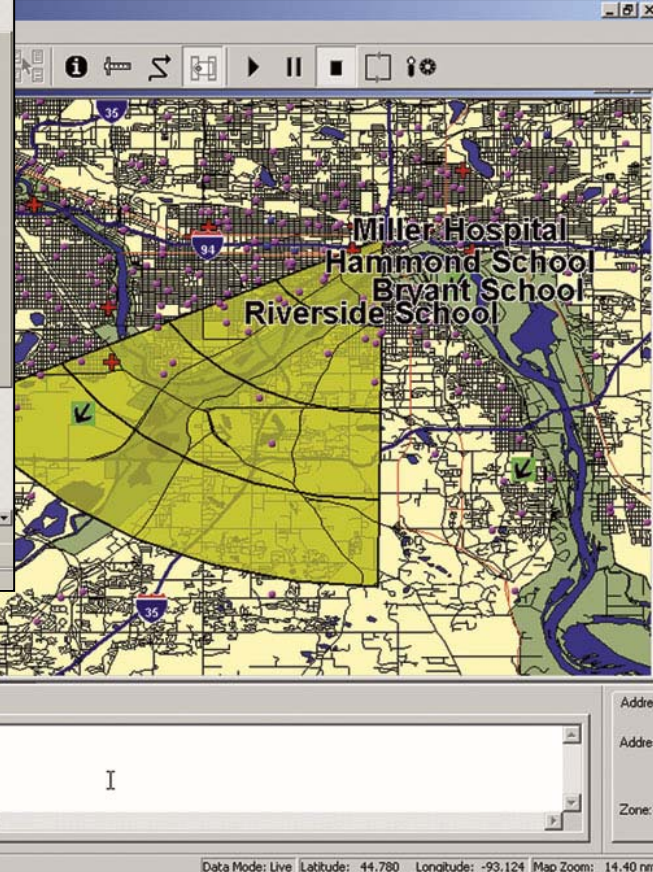 35
94
Miller Hospital
Hammond School
Bryant School
Riverside School
35
Addre
Addre
Zone:
Data Mode: Live Latitude: 44.780 Longitude: -93.124 Map Zoom: 14.40 nm